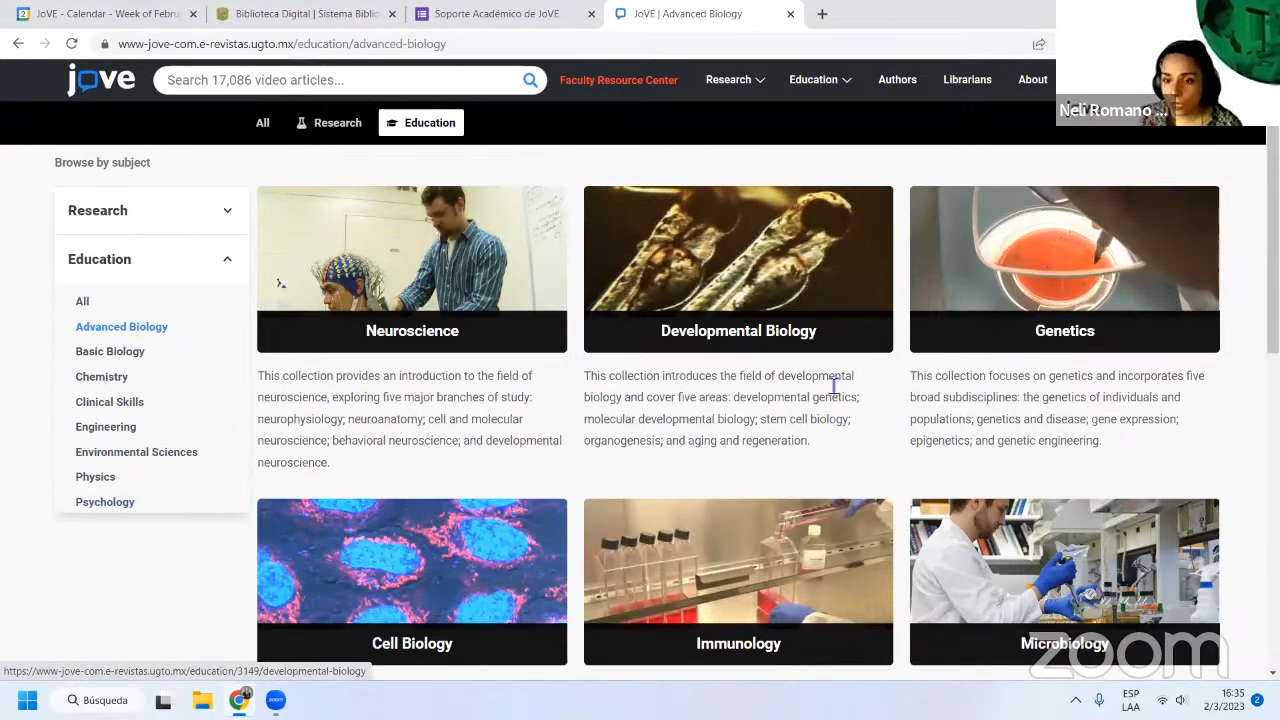 JoVE - Calendar - Week of Febru
Biblioteca Digital | Sistema Biblio
Soporte Académico de JoVE
JoVE | Advanced Biology
www-jove-com.e-revistas.ugto.mx/education/advanced-biology
jove
Search 17,086 video articles...
Faculty Resource Center
Research
Education
Authors
Librarians
About
Neli Romano ...
All
Research
Education
Browse by subject
Research
Education
All
Advanced Biology
Basic Biology
Chemistry
Clinical Skills
Engineering
Environmental Sciences
Physics
Psychology
Neuroscience
This collection provides an introduction to the field of
neuroscience, exploring five major branches of study:
neurophysiology; neuroanatomy; cell and molecular
neuroscience; behavioral neuroscience; and developmental
neuroscience.
Developmental Biology
This collection introduces the field of developmental
biology and cover five areas: developmental genetics;
molecular developmental biology; stem cell biology;
organogenesis; and aging and regeneration.
Genetics
This collection focuses on genetics and incorporates five
broad subdisciplines: the genetics of individuals and
populations; genetics and disease; gene expression;
epigenetics; and genetic engineering.
Cell Biology
Immunology
Microbiology
zoom
https://www-jove-com.e-revistas.ugto.mx/education/3149/developmental-biology
Búsqueda
zoom
ESP
LAA
16:35
2/3/2023
2